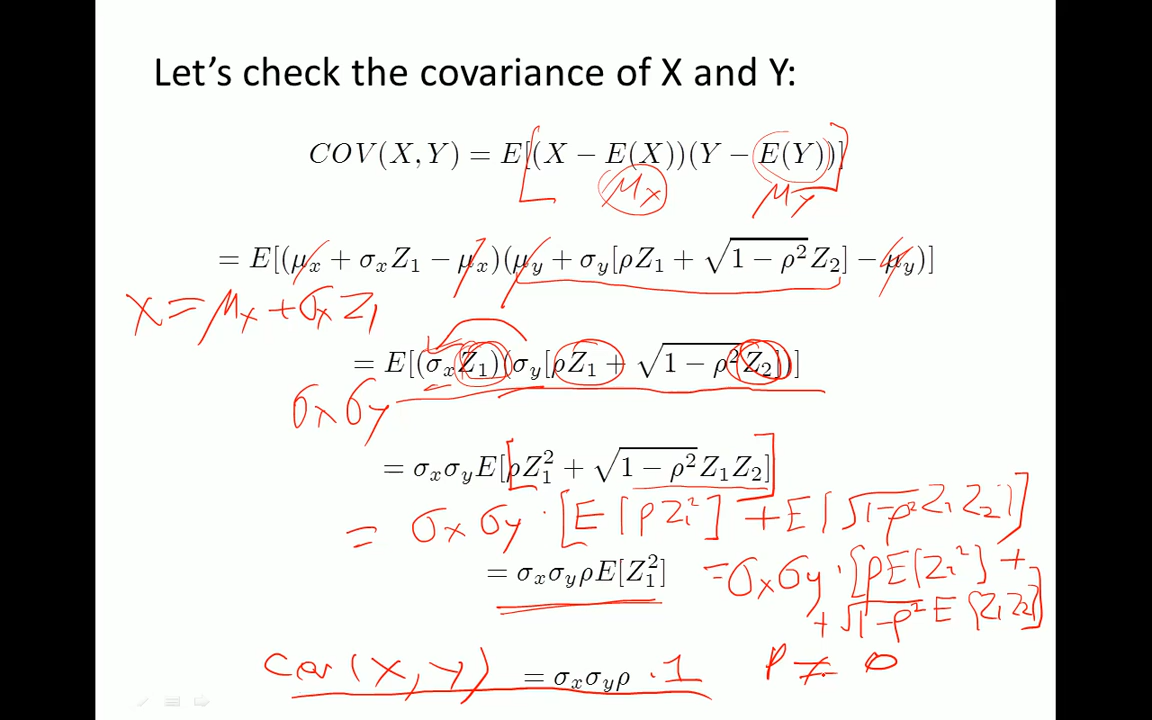 Let's check the covariance of X and Y:
COV(X,Y) = E[(X − E(X))(Y − E(Y))]
μx μy
= E[(μx + σxZ1 − μx)(μy + σy[ρZ1 + √1 − ρ² Z2] − μy)]
X = μx + σx Z1
= E[(σxZ1)(σy[ρZ1 + √1 − ρ² Z2])]
σx σy
= σxσyE[ρZ1² + √1 − ρ² Z1Z2]
= σx σy · [E[ρZ1²] + E[√1−ρ² Z1 Z2]]
= σxσyρE[Z1²] = σx σy · [ρE[Z1²] +
+ √1−ρ² E[Z1Z2]]
Cov(X,Y) = σxσyρ · 1 ρ ≠ 0